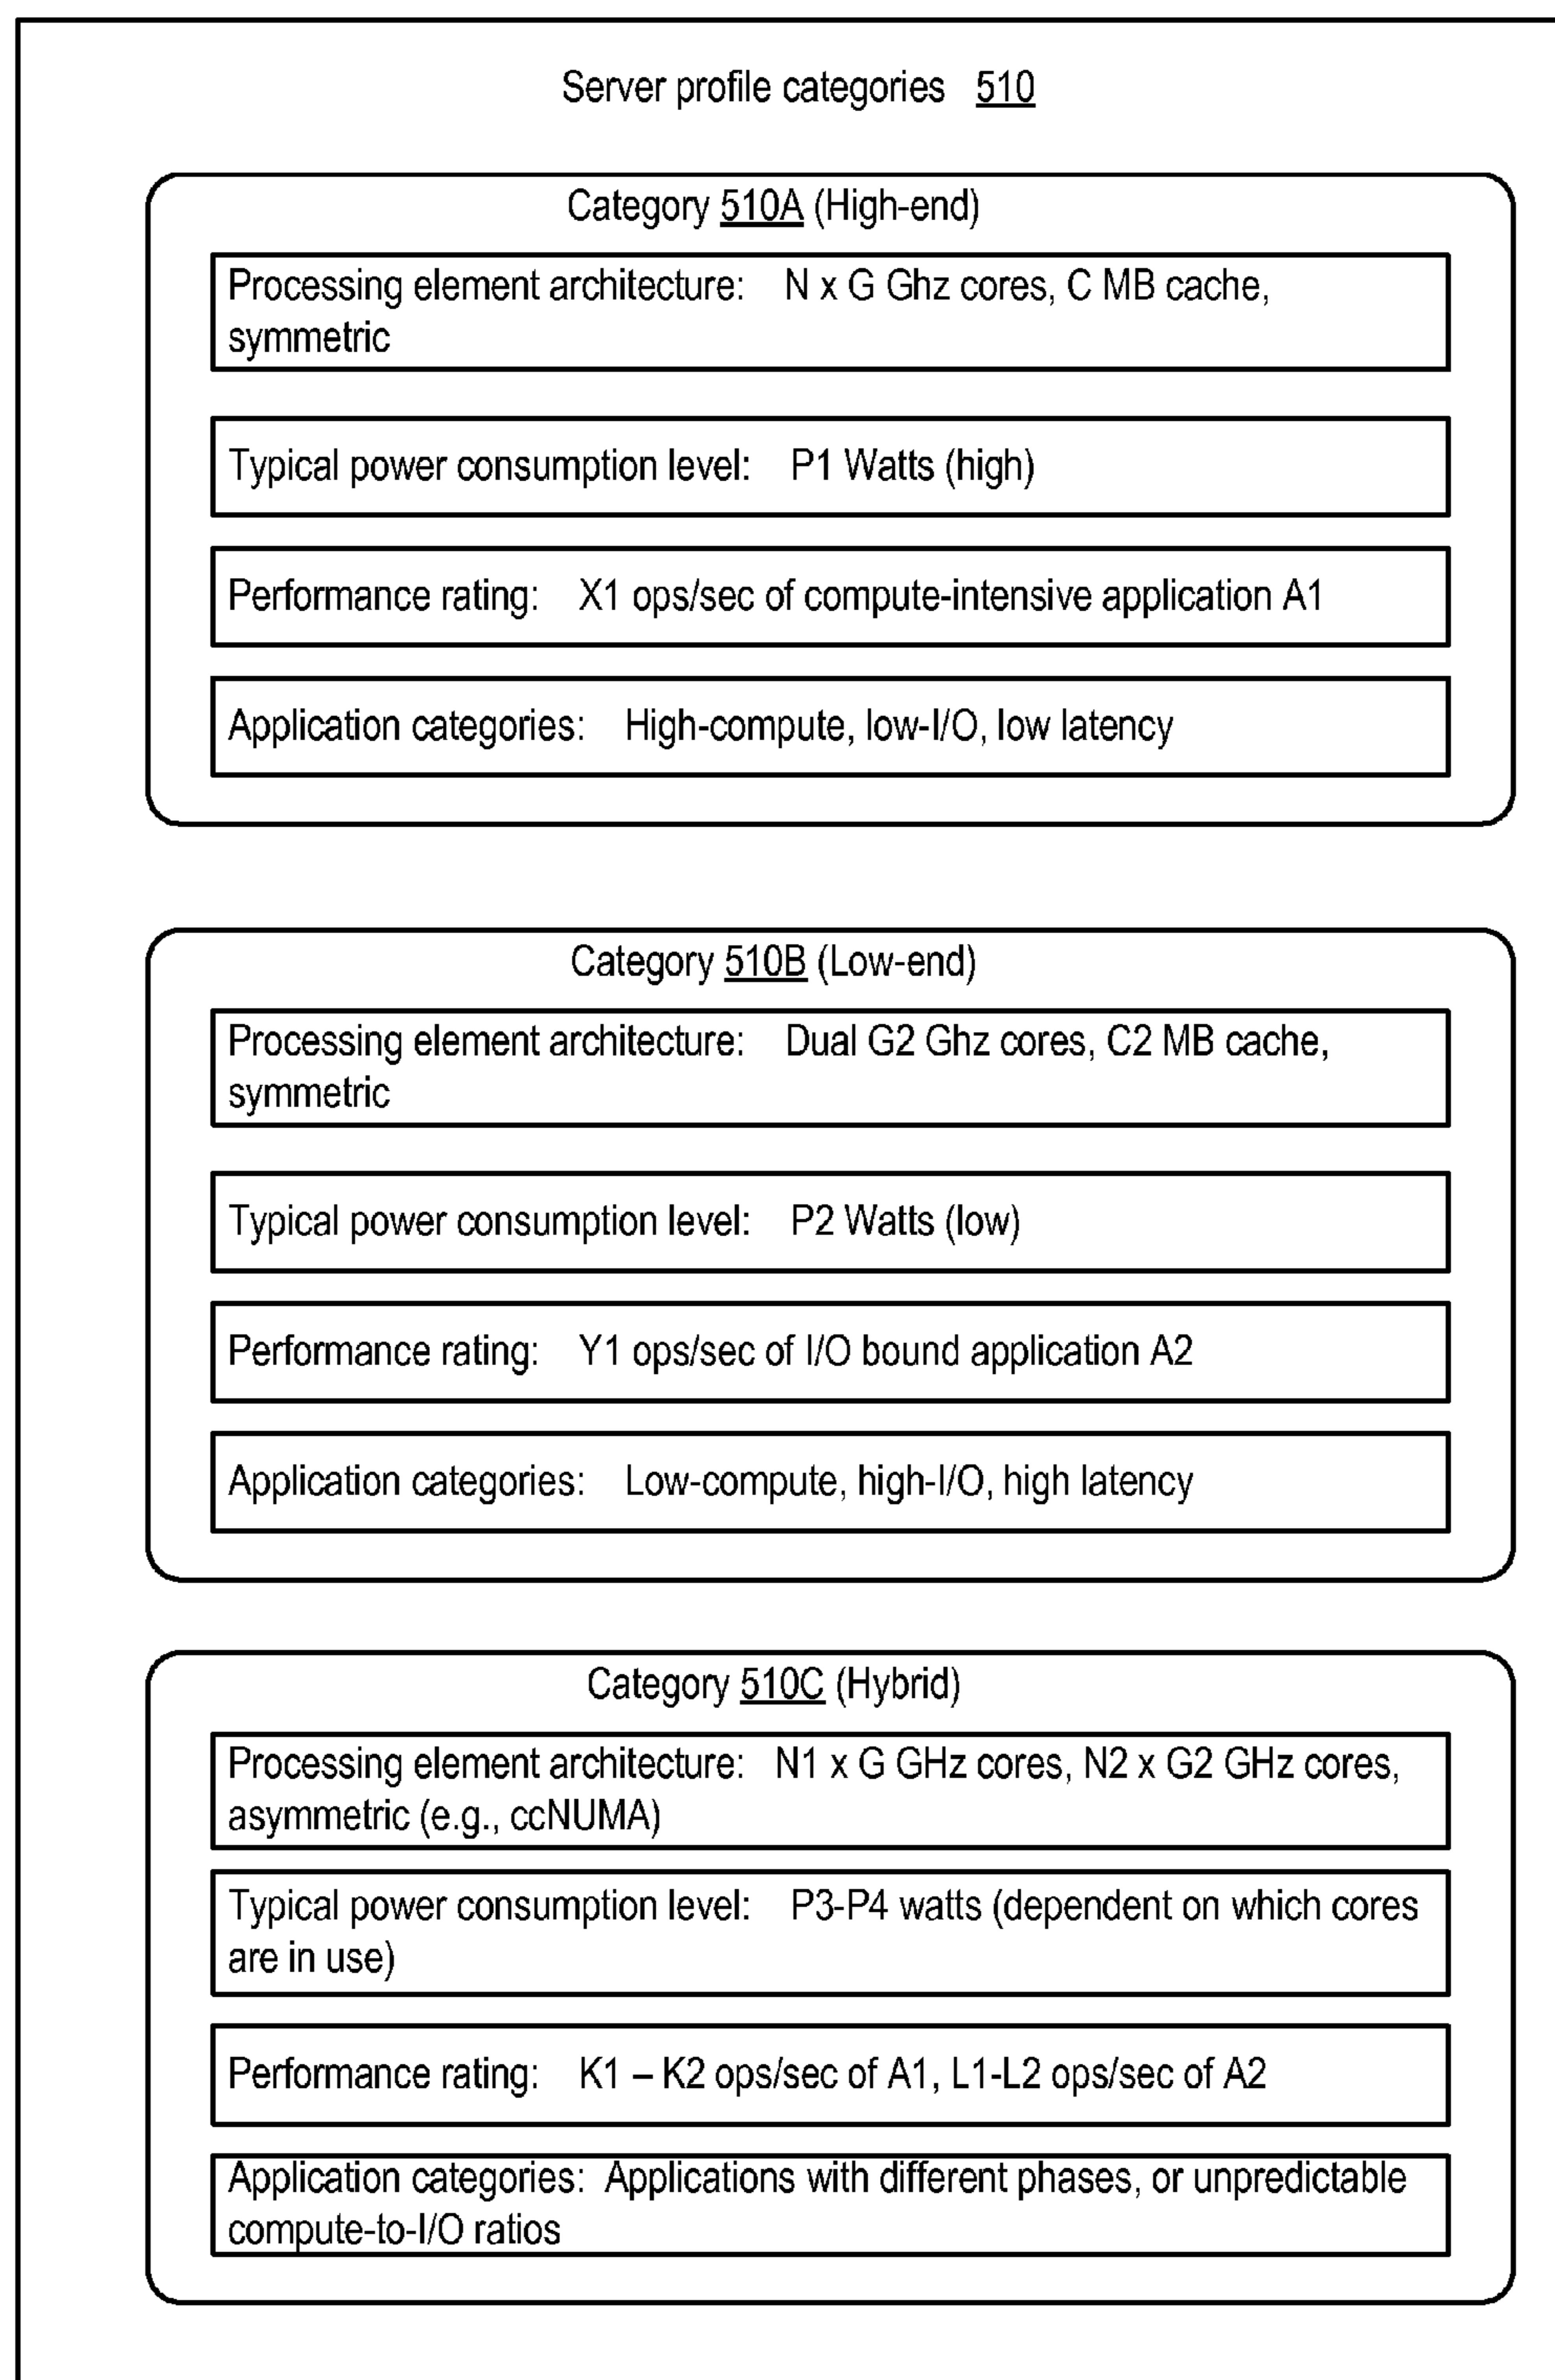 Server profile categories 510
Category 510A (High-end)
Processing element architecture: N x G Ghz cores, C MB cache,
symmetric
Typical power consumption level: P1 Watts (high)
Performance rating: X1 ops/sec of compute-intensive application A1
Application categories: High-compute, low-I/O, low latency
Category 510B (Low-end)
Processing element architecture: Dual G2 Ghz cores, C2 MB cache,
symmetric
Typical power consumption level: P2 Watts (low)
Performance rating: Y1 ops/sec of I/O bound application A2
Application categories: Low-compute, high-I/O, high latency
Category 510C (Hybrid)
Processing element architecture: N1 x G GHz cores, N2 x G2 GHz cores,
asymmetric (e.g., ccNUMA)
Typical power consumption level: P3-P4 watts (dependent on which cores
are in use)
Performance rating: K1 – K2 ops/sec of A1, L1-L2 ops/sec of A2
Application categories: Applications with different phases, or unpredictable
compute-to-I/O ratios